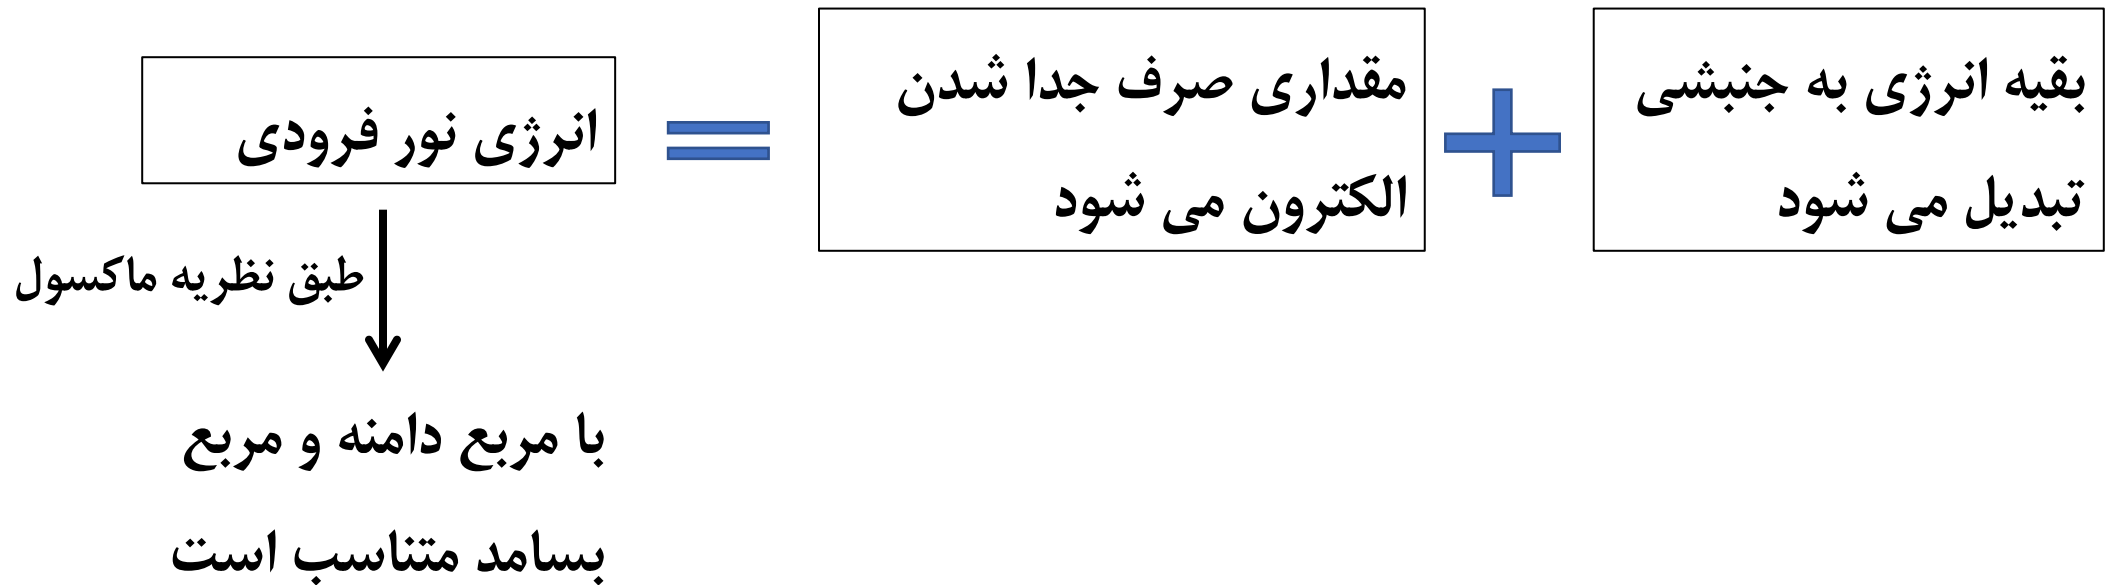 انرژی نور فرودی
مقداری صرف جدا شدن
الکترون می شود
بقیه انرژی به جنبشی
تبدیل می شود
طبق نظریه ماکسول
با مربع دامنه و مربع
بسامد متناسب است